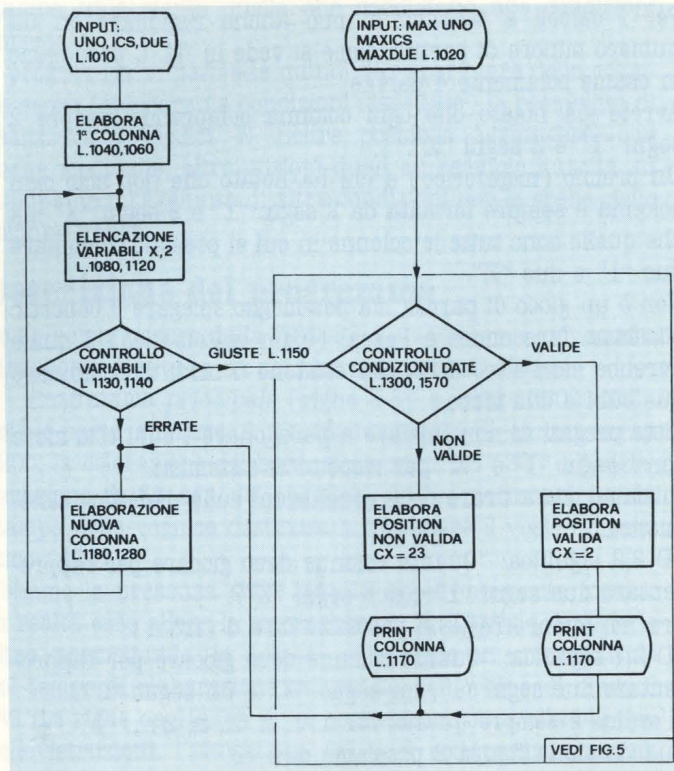 INPUT:
UNO, ICS, DUE
L.1010
INPUT: MAX UNO
MAXICS
MAXDUE L.1020
ELABORA
1ª COLONNA
L.1040,1060
ELENCAZIONE
VARIABILI X,2
L.1080, 1120
CONTROLLO
VARIABILI
L 1130,1140
GIUSTE L.1150
CONTROLLO
CONDIZIONI DATE
L.1300, 1570
VALIDE
ERRATE
NON
VALIDE
ELABORAZIONE
NUOVA
COLONNA
L.1180,1280
ELABORA
POSITION
NON VALIDA
CX = 23
ELABORA
POSITION
VALIDA
CX = 2
PRINT
COLONNA
L..1170
PRINT
COLONNA
L..1170
VEDI FIG.5